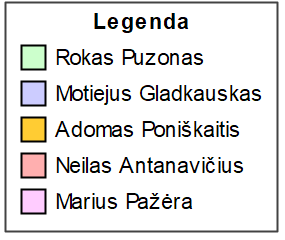 Legenda
Rokas Puzonas
Motiejus Gladkauskas
Adomas Poniškaitis
Neilas Antanavičius
Marius Pažėra